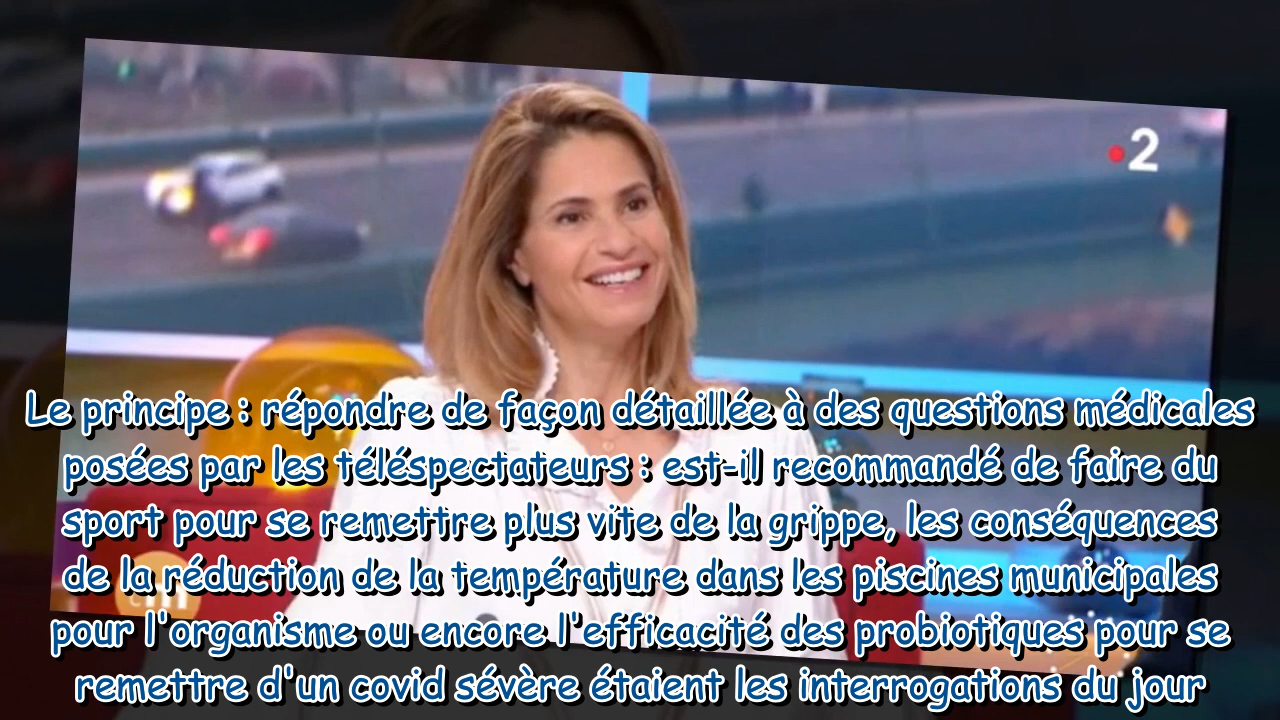 2
Le principe : répondre de façon détaillée à des questions médicales
posées par les téléspectateurs : est-il recommandé de faire du
sport pour se remettre plus vite de la grippe, les conséquences
de la réduction de la température dans les piscines municipales
pour l'organisme ou encore l'efficacité des probiotiques pour se
remettre d'un covid sévère étaient les interrogations du jour